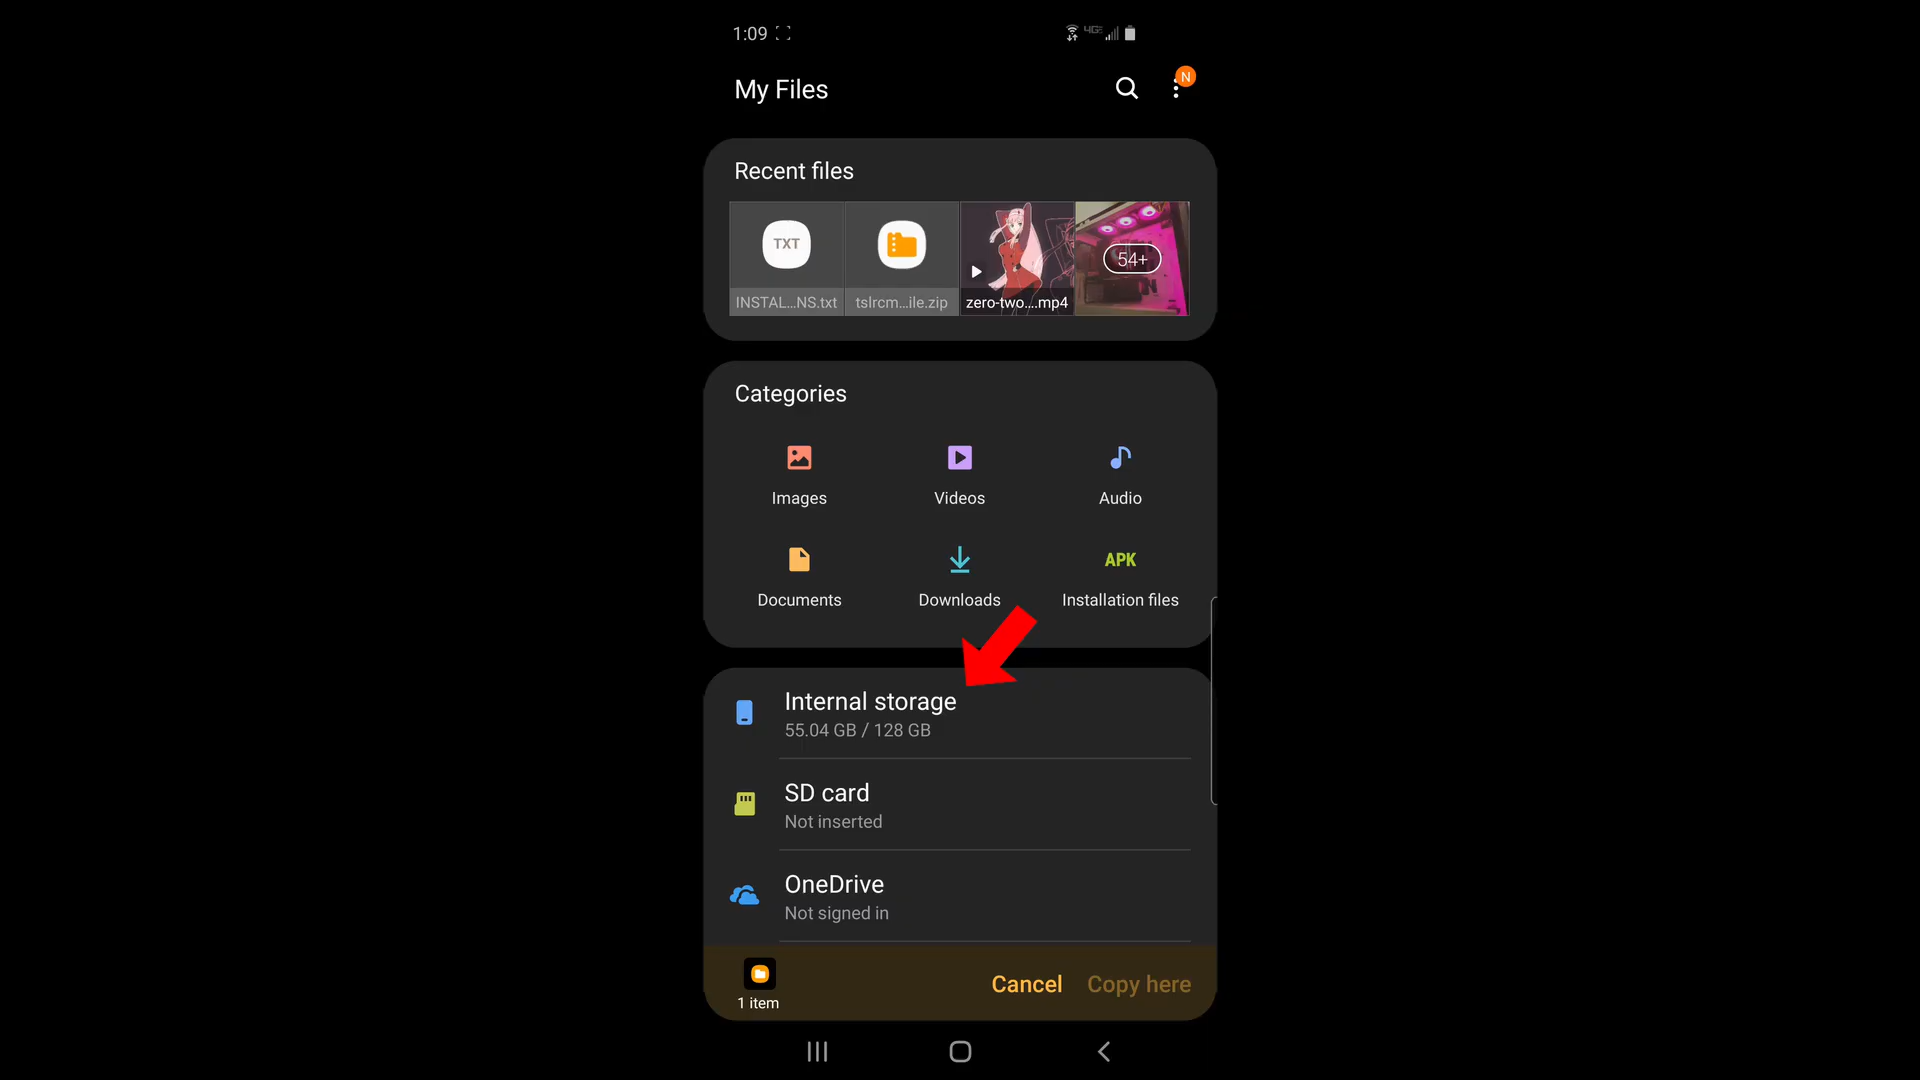 1:09
4GE
My Files
N
Recent files
TXT
54+
INSTAL...NS.txt
tslrcm...ile.zip
zero-two....mp4
Categories
Images
Videos
Audio
APK
Documents
Downloads
Installation files
Internal storage
55.04 GB / 128 GB
SD card
Not inserted
OneDrive
Not signed in
1 item
Cancel
Copy here